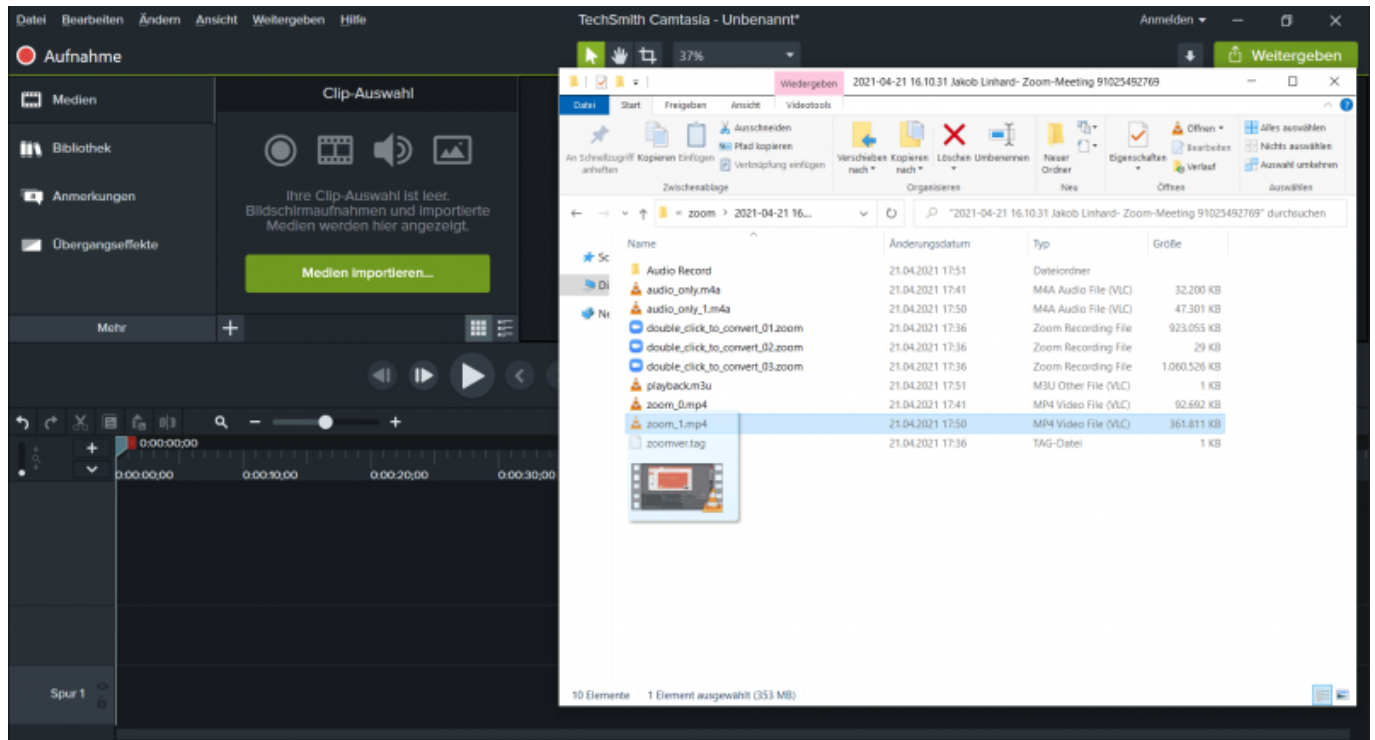 Datei Bearbeiten Ändern Ansicht Weitergeben Hilfe
TechSmith Camtasia - Unbenannt*
Anmelden
Aufnahme
37%
Weitergeben
Medien
Bibliothek
Anmerkungen
Übergangseffekte
Mehr
Clip-Auswahl
Ihre Clip-Auswahl ist leer.
Bildschirmaufnahmen und importierte
Medien werden hier angezeigt.
Medien importieren...
0:00:00;00
0:00:00;00 0:00:10;00 0:00:20;00 0:00:30;00
Spur 1
Wiedergeben
2021-04-21 16.10.31 Jakob Linhard- Zoom-Meeting 91025492769
Datei Start Freigeben Ansicht Videotools
An Schnellzugriff anheften
Kopieren
Einfügen
Ausschneiden
Pfad kopieren
Verknüpfung einfügen
Zwischenablage
Verschieben nach
Kopieren nach
Löschen
Umbenennen
Organisieren
Neuer Ordner
Neu
Eigenschaften
Öffnen
Bearbeiten
Verlauf
Öffnen
Alles auswählen
Nichts auswählen
Auswahl umkehren
Auswählen
« zoom > 2021-04-21 16...
"2021-04-21 16.10.31 Jakob Linhard- Zoom-Meeting 91025492769" durchsuchen
Sc
Di
Ne
Name Änderungsdatum Typ Größe
Audio Record 21.04.2021 17:51 Dateiordner
audio_only.m4a 21.04.2021 17:41 M4A Audio File (VLC) 32.200 KB
audio_only_1.m4a 21.04.2021 17:50 M4A Audio File (VLC) 47.301 KB
double_click_to_convert_01.zoom 21.04.2021 17:36 Zoom Recording File 923.055 KB
double_click_to_convert_02.zoom 21.04.2021 17:36 Zoom Recording File 29 KB
double_click_to_convert_03.zoom 21.04.2021 17:36 Zoom Recording File 1.060.526 KB
playback.m3u 21.04.2021 17:51 M3U Other File (VLC) 1 KB
zoom_0.mp4 21.04.2021 17:41 MP4 Video File (VLC) 92.692 KB
zoom_1.mp4 21.04.2021 17:50 MP4 Video File (VLC) 361.811 KB
zoomver.tag 21.04.2021 17:36 TAG-Datei 1 KB
10 Elemente 1 Element ausgewählt (353 MB)